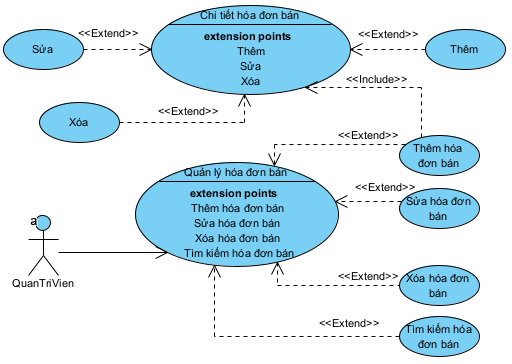 Chi tiết hóa đơn bán
extension points
Thêm
Sửa
Xóa
<<Extend>>
Sửa
<<Extend>>
Thêm
<<Extend>>
Xóa
<<Include>>
<<Extend>>
Thêm hóa
đơn bán
Quản lý hóa đơn bán
extension points
Thêm hóa đơn bán
Sửa hóa đơn bán
Xóa hóa đơn bán
Tìm kiếm hóa đơn bán
<<Extend>>
Sửa hóa đơn
bán
a
QuanTriVien
<<Extend>>
Xóa hóa đơn
bán
<<Extend>>
Tìm kiếm hóa
đơn bán